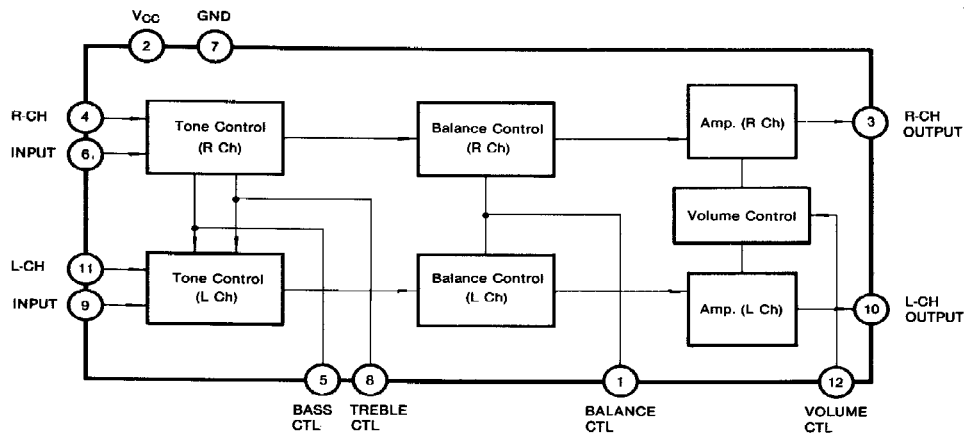 VCC GND
2 7
R-CH 4
INPUT 6
Tone Control
(R Ch)
Balance Control
(R Ch)
Amp. (R Ch)
3 R-CH
OUTPUT
Volume Control
L-CH 11
INPUT 9
Tone Control
(L Ch)
Balance Control
(L Ch)
Amp. (L Ch)
10 L-CH
OUTPUT
5 8 1 12
BASS
CTL
TREBLE
CTL
BALANCE
CTL
VOLUME
CTL